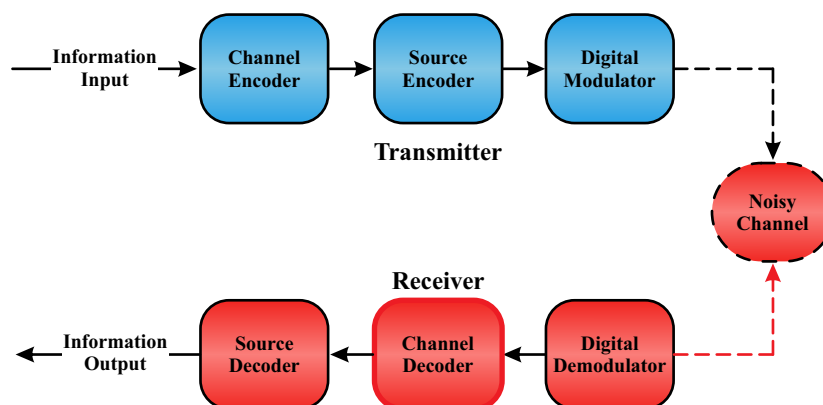 Information
Input
Channel
Encoder
Source
Encoder
Digital
Modulator
Transmitter
Noisy
Channel
Receiver
Information
Output
Source
Decoder
Channel
Decoder
Digital
Demodulator